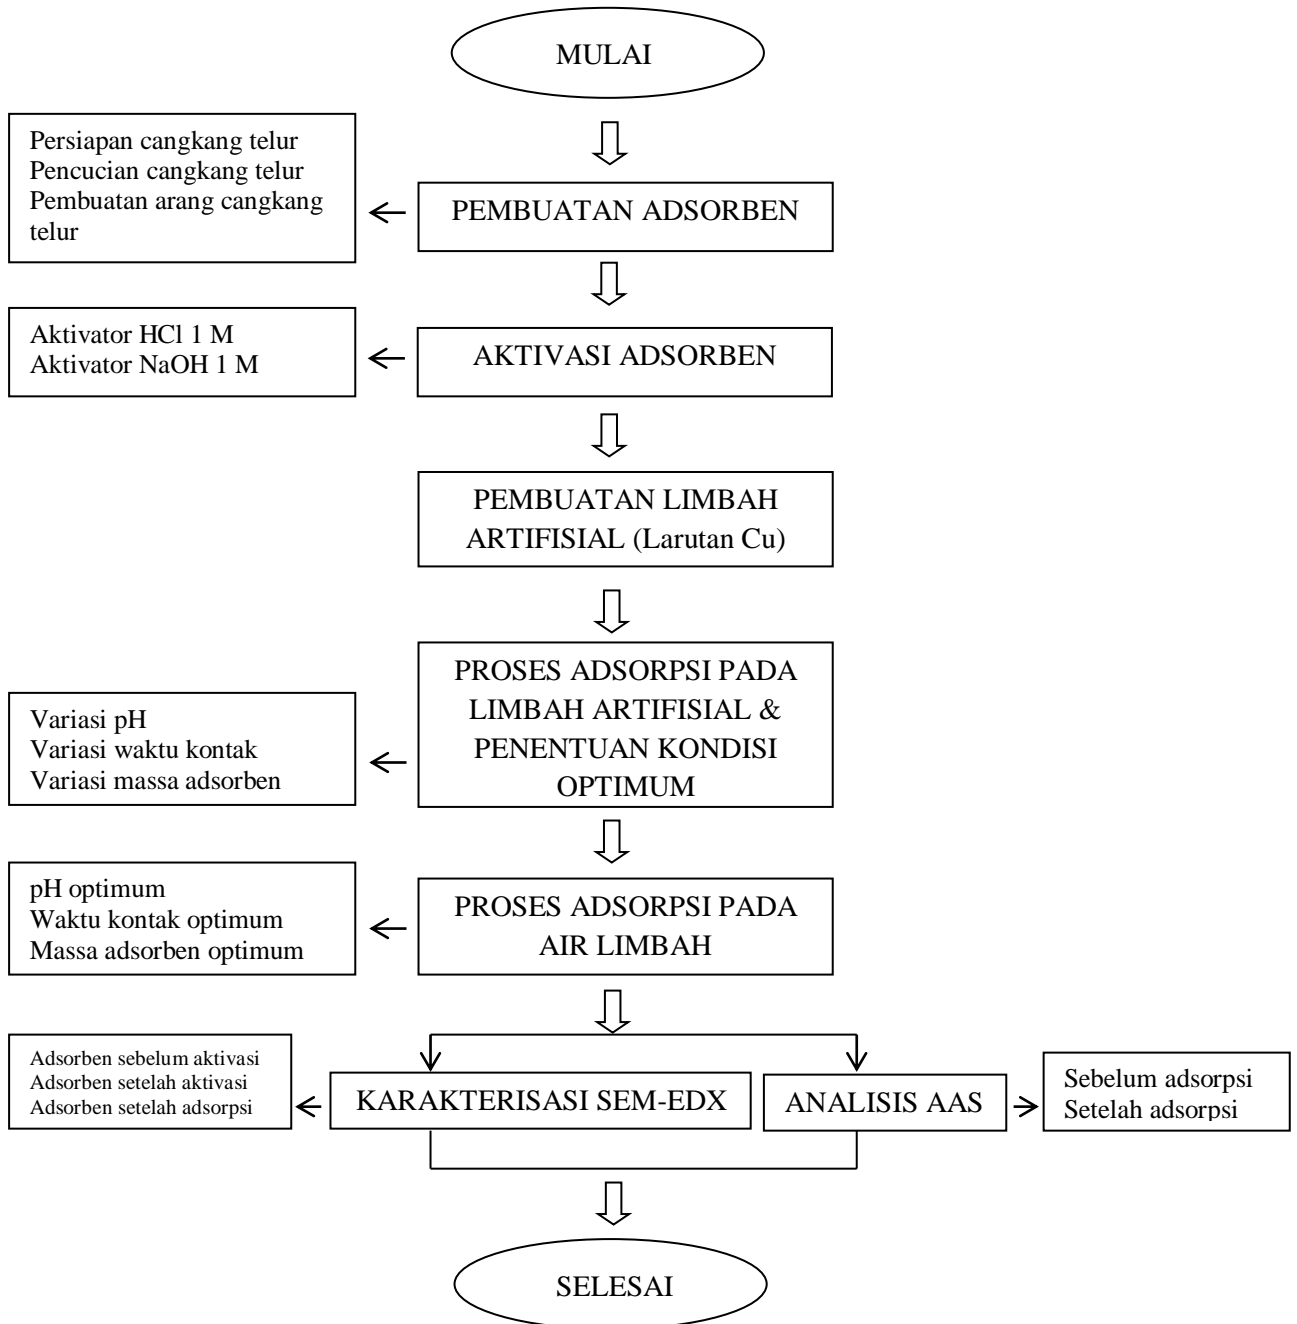 MULAI
Persiapan cangkang telur
Pencucian cangkang telur
Pembuatan arang cangkang
telur
PEMBUATAN ADSORBEN
Aktivator HCl 1 M
Aktivator NaOH 1 M
AKTIVASI ADSORBEN
PEMBUATAN LIMBAH
ARTIFISIAL (Larutan Cu)
PROSES ADSORPSI PADA
LIMBAH ARTIFISIAL &
PENENTUAN KONDISI
OPTIMUM
Variasi pH
Variasi waktu kontak
Variasi massa adsorben
pH optimum
Waktu kontak optimum
Massa adsorben optimum
PROSES ADSORPSI PADA
AIR LIMBAH
Adsorben sebelum aktivasi
Adsorben setelah aktivasi
Adsorben setelah adsorpsi
KARAKTERISASI SEM-EDX
ANALISIS AAS
Sebelum adsorpsi
Setelah adsorpsi
SELESAI